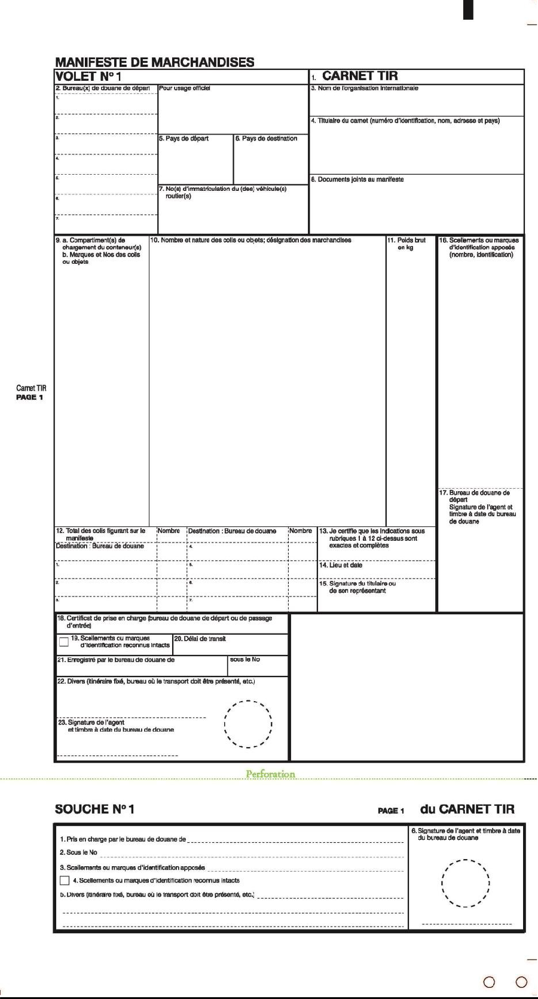 MANIFESTE DE MARCHANDISES
VOLET Nº 1
1. CARNET TIR
2. Bureau(x) de douane de départ
1.
2.
3.
4.
5.
6.
7.
Pour usage officiel
3. Nom de l'organisation internationale
4. Titulaire du carnet (numéro d'identification, nom, adresse et pays)
5. Pays de départ
6. Pays de destination
7. No(s) d'immatriculation du (des) véhicule(s)
routier(s)
8. Documents joints au manifeste
9. a. Compartiment(s) de
chargement du conteneur(s)
b. Marques et Nos des colis
ou objets
10. Nombre et nature des colis ou objets; désignation des marchandises
11. Poids brut
en kg
16. Scellements ou marques
d'identification apposés
(nombre, identification)
Carnet TIR
PAGE 1
17. Bureau de douane de
départ
Signature de l'agent et
timbre à date du bureau
de douane
12. Total des colis figurant sur le
manifeste
Destination : Bureau de douane
Nombre
Destination : Bureau de douane
Nombre
1.
2.
3.
4.
5.
6.
7.
13. Je certifie que les indications sous
rubriques 1 à 12 ci-dessus sont
exactes et complètes
14. Lieu et date
15. Signature du titulaire ou
de son représentant
18. Certificat de prise en charge (bureau de douane de départ ou de passage
d'entrée)
19. Scellements ou marques
d'identification reconnus intacts
20. Délai de transit
21. Enregistré par le bureau de douane de
sous le No
22. Divers (itinéraire fixé, bureau où le transport doit être présenté, etc.)
23. Signature de l'agent
et timbre à date du bureau de douane
Perforation
SOUCHE Nº 1
PAGE 1
du CARNET TIR
1. Pris en charge par le bureau de douane de
2. Sous le No
3. Scellements ou marques d'identification apposés
4. Scellements ou marques d'identification reconnus intacts
5. Divers (itinéraire fixé, bureau où le transport doit être présenté, etc.)
6. Signature de l'agent et timbre à date
du bureau de douane